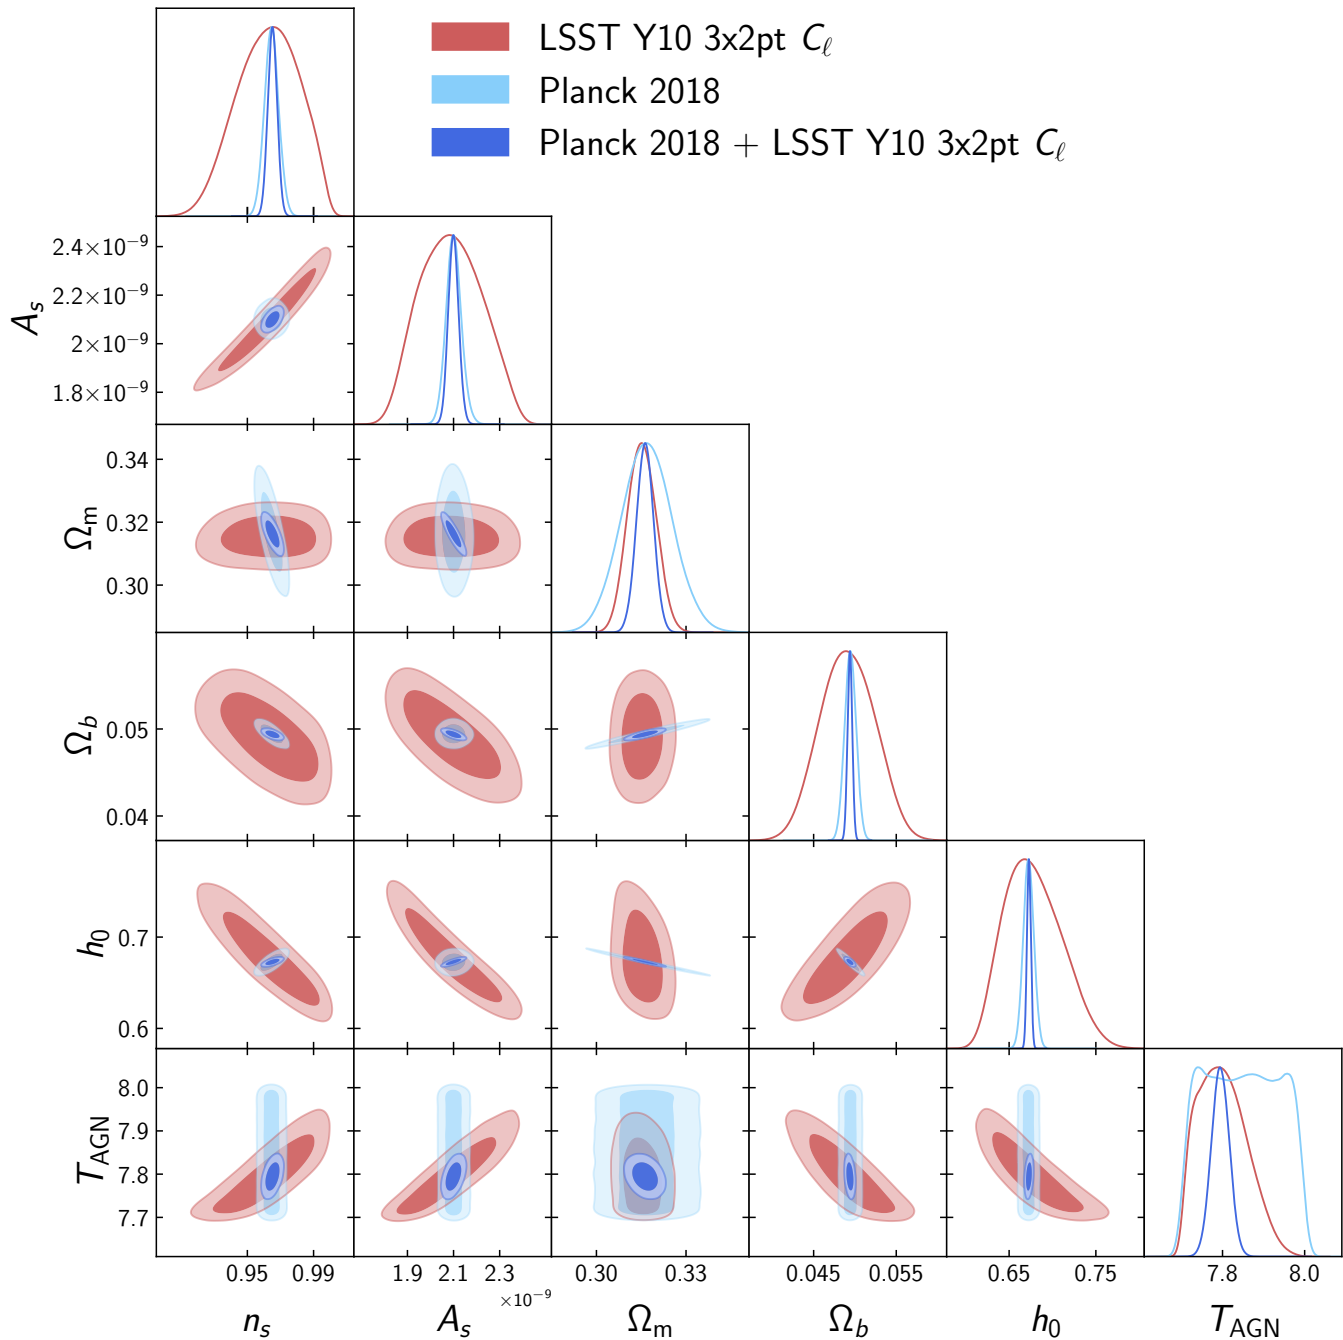 LSST Y10 3x2pt Cℓ
Planck 2018
Planck 2018 + LSST Y10 3x2pt Cℓ
2.4×10⁻⁹
2.2×10⁻⁹
2×10⁻⁹
1.8×10⁻⁹
Aₛ
0.34
0.32
0.30
Ωₘ
0.05
0.04
Ω_b
0.7
0.6
h₀
8.0
7.9
7.8
7.7
T_AGN
0.95 0.99 1.9 2.1 2.3 0.30 0.33 0.045 0.055 0.65 0.75 7.8 8.0
×10⁻⁹
nₛ Aₛ Ωₘ Ω_b h₀ T_AGN